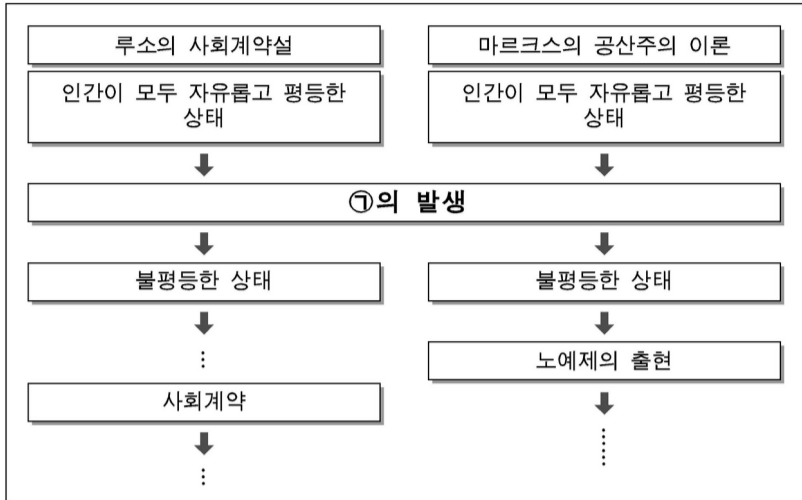 루소의 사회계약설
인간이 모두 자유롭고 평등한
상태
마르크스의 공산주의 이론
인간이 모두 자유롭고 평등한
상태
㉠의 발생
불평등한 상태
⋮
사회계약
⋮
불평등한 상태
노예제의 출현
⋮